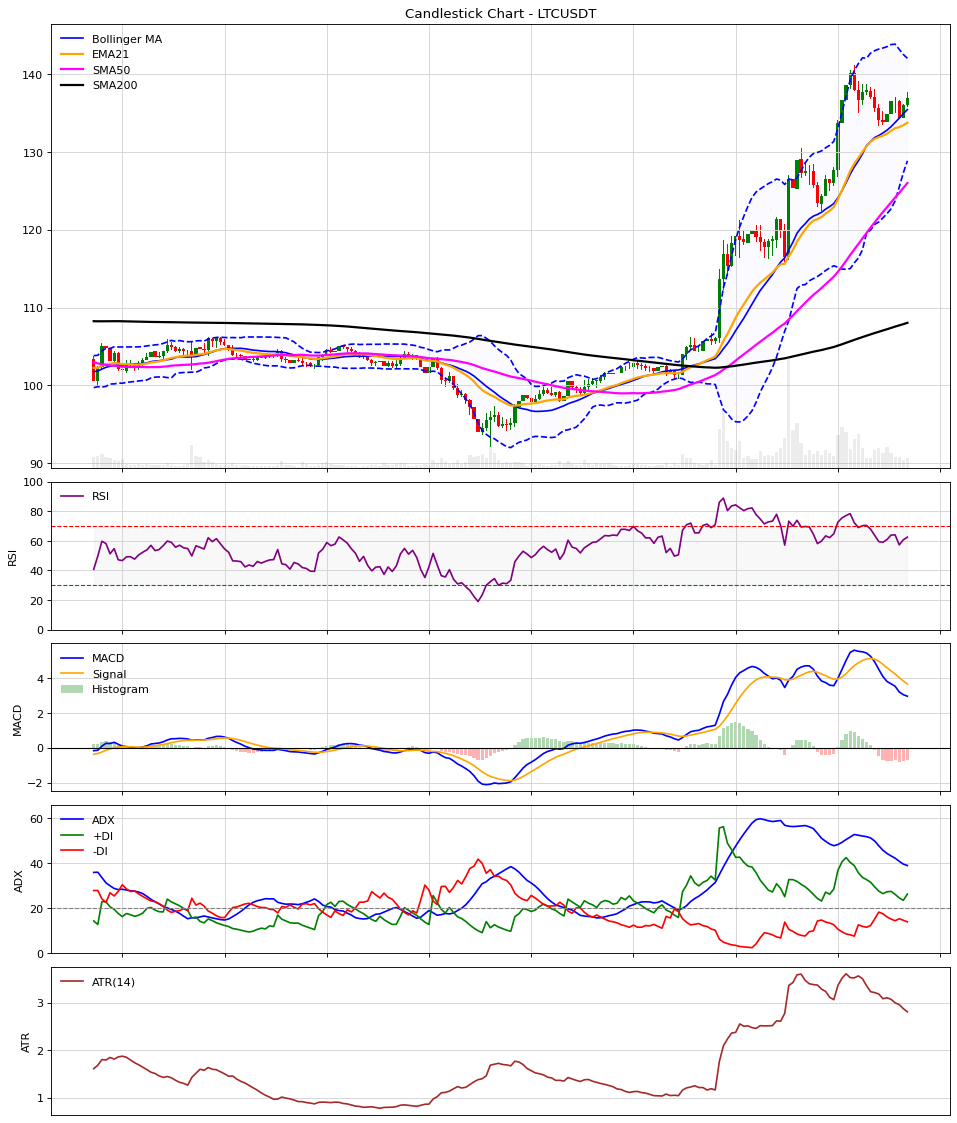 Candlestick Chart - LTCUSDT
Bollinger MA
EMA21
SMA50
SMA200
140
130
120
110
100
90
RSI
100
80
60
40
20
0
RSI
MACD
Signal
Histogram
4
2
0
−2
MACD
ADX
+DI
-DI
60
40
20
0
ADX
ATR(14)
3
2
1
ATR